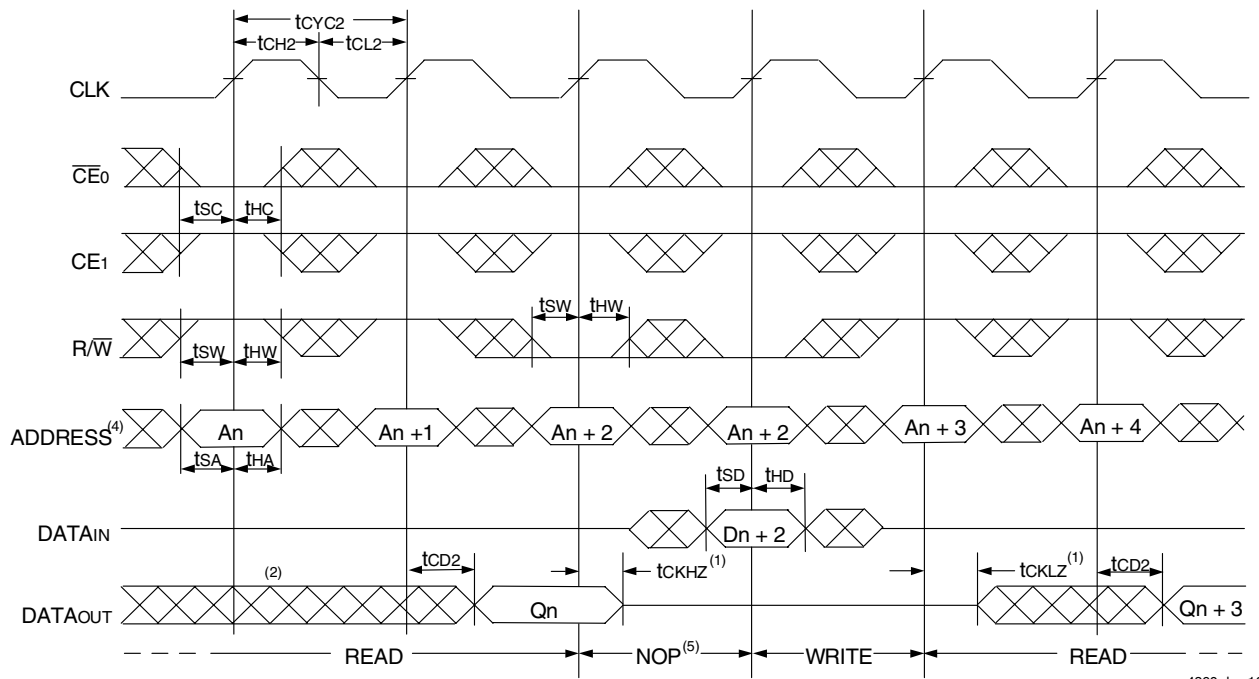 tCYC2
tCH2 tCL2
CLK
CE0
tSC tHC
CE1
tSW tHW
R/W
tSW tHW
ADDRESS(4) An An +1 An + 2 An + 2 An + 3 An + 4
tSA tHA
tSD tHD
DATAIN Dn + 2
tCD2 tCKHZ(1) tCKLZ(1) tCD2
(2)
DATAOUT Qn Qn + 3
READ NOP(5) WRITE READ